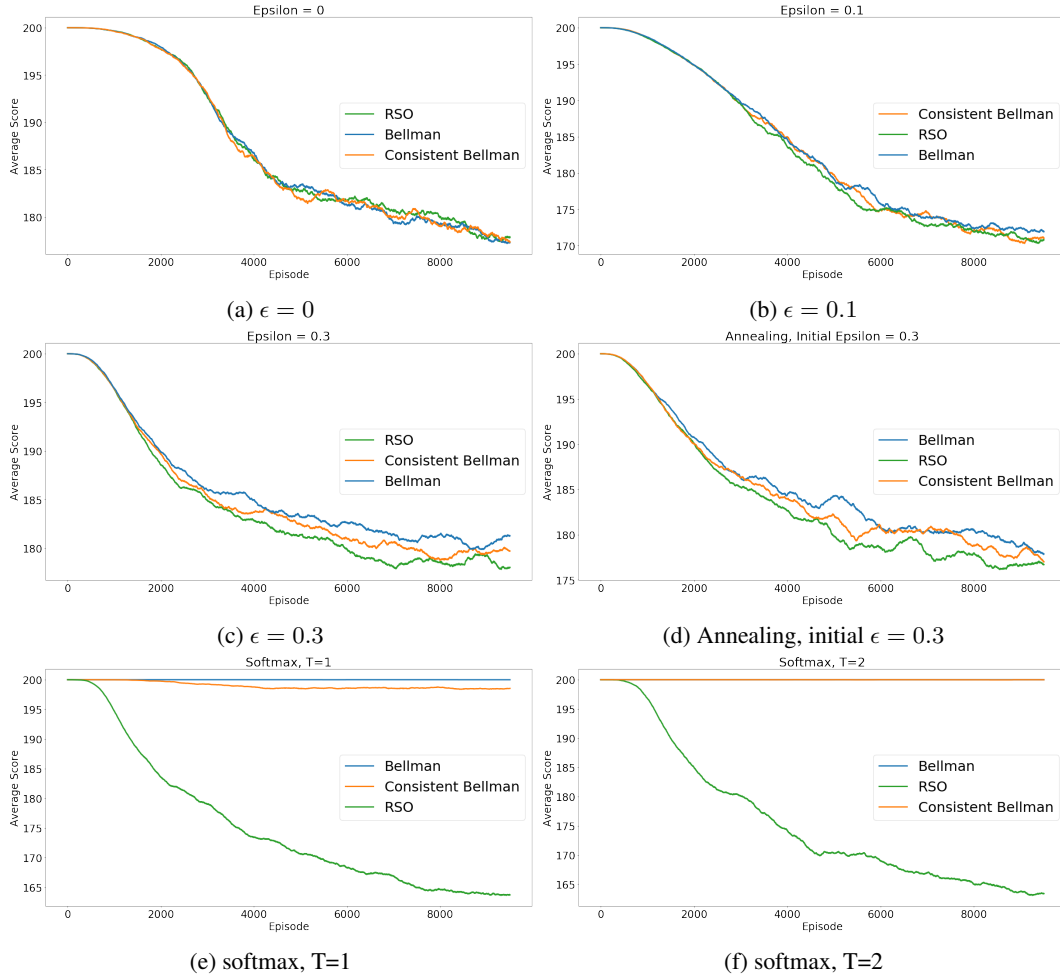 Epsilon = 0
200
195
190
185
180
Average Score
RSO
Bellman
Consistent Bellman
0 2000 4000 6000 8000
Episode
(a) ϵ = 0
Epsilon = 0.1
200
195
190
185
180
175
170
Average Score
Consistent Bellman
RSO
Bellman
0 2000 4000 6000 8000
Episode
(b) ϵ = 0.1
Epsilon = 0.3
200
195
190
185
180
Average Score
RSO
Consistent Bellman
Bellman
0 2000 4000 6000 8000
Episode
(c) ϵ = 0.3
Annealing, Initial Epsilon = 0.3
200
195
190
185
180
175
Average Score
Bellman
RSO
Consistent Bellman
0 2000 4000 6000 8000
Episode
(d) Annealing, initial ϵ = 0.3
Softmax, T=1
200
195
190
185
180
175
170
165
Average Score
Bellman
Consistent Bellman
RSO
0 2000 4000 6000 8000
Episode
(e) softmax, T=1
Softmax, T=2
200
195
190
185
180
175
170
165
Average Score
Bellman
RSO
Consistent Bellman
0 2000 4000 6000 8000
Episode
(f) softmax, T=2